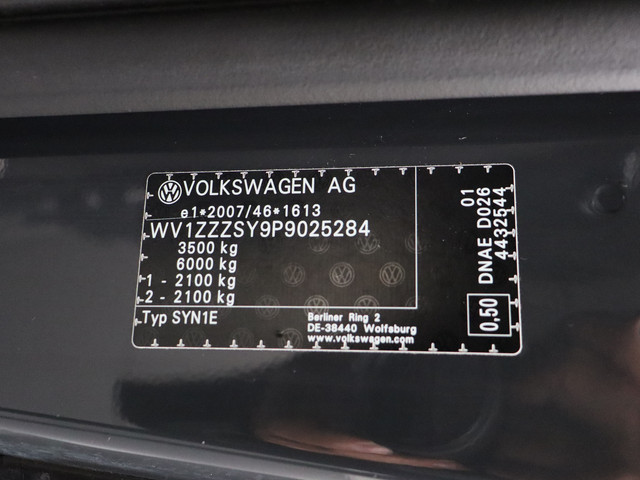 VOLKSWAGEN AG
e1*2007/46*1613
WV1ZZZSY9P9025284
3500 kg
6000 kg
1 - 2100 kg
2 - 2100 kg
Typ SYN1E
Berliner Ring 2
DE-38440 Wolfsburg
www.volkswagen.com
01
DNAE D026
4432544
0,50